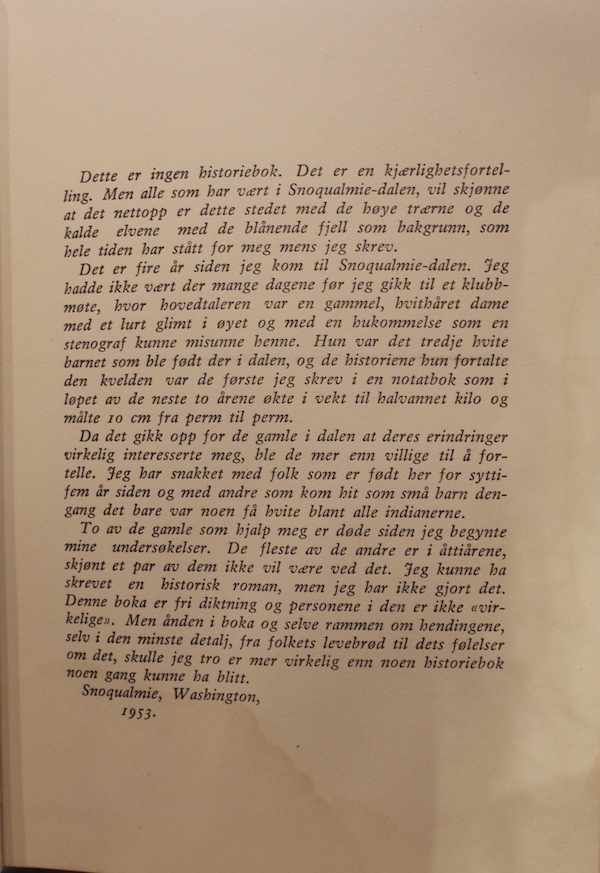 Dette er ingen historiebok. Det er en kjærlighetsfortel-
ling. Men alle som har vært i Snoqualmie-dalen, vil skjønne
at det nettopp er dette stedet med de høye trærne og de
kalde elvene med de blånende fjell som bakgrunn, som
hele tiden har stått for meg mens jeg skrev.
Det er fire år siden jeg kom til Snoqualmie-dalen. Jeg
hadde ikke vært der mange dagene før jeg gikk til et klubb-
møte, hvor hovedtaleren var en gammel, hvithåret dame
med et lurt glimt i øyet og med en hukommelse som en
stenograf kunne misunne henne. Hun var det tredje hvite
barnet som ble født der i dalen, og de historiene hun fortalte
den kvelden var de første jeg skrev i en notatbok som i
løpet av de neste to årene økte i vekt til halvannet kilo og
målte 10 cm fra perm til perm.
Da det gikk opp for de gamle i dalen at deres erindringer
virkelig interesserte meg, ble de mer enn villige til å for-
telle. Jeg har snakket med folk som er født her for sytti-
fem år siden og med andre som kom hit som små barn den-
gang det bare var noen få hvite blant alle indianerne.
To av de gamle som hjalp meg er døde siden jeg begynte
mine undersøkelser. De fleste av de andre er i åttiårene,
skjønt et par av dem ikke vil være ved det. Jeg kunne ha
skrevet en historisk roman, men jeg har ikke gjort det.
Denne boka er fri diktning og personene i den er ikke «vir-
kelige». Men ånden i boka og selve rammen om hendingene,
selv i den minste detalj, fra folkets levebrød til dets følelser
om det, skulle jeg tro er mer virkelig enn noen historiebok
noen gang kunne ha blitt.
Snoqualmie, Washington,
1953.